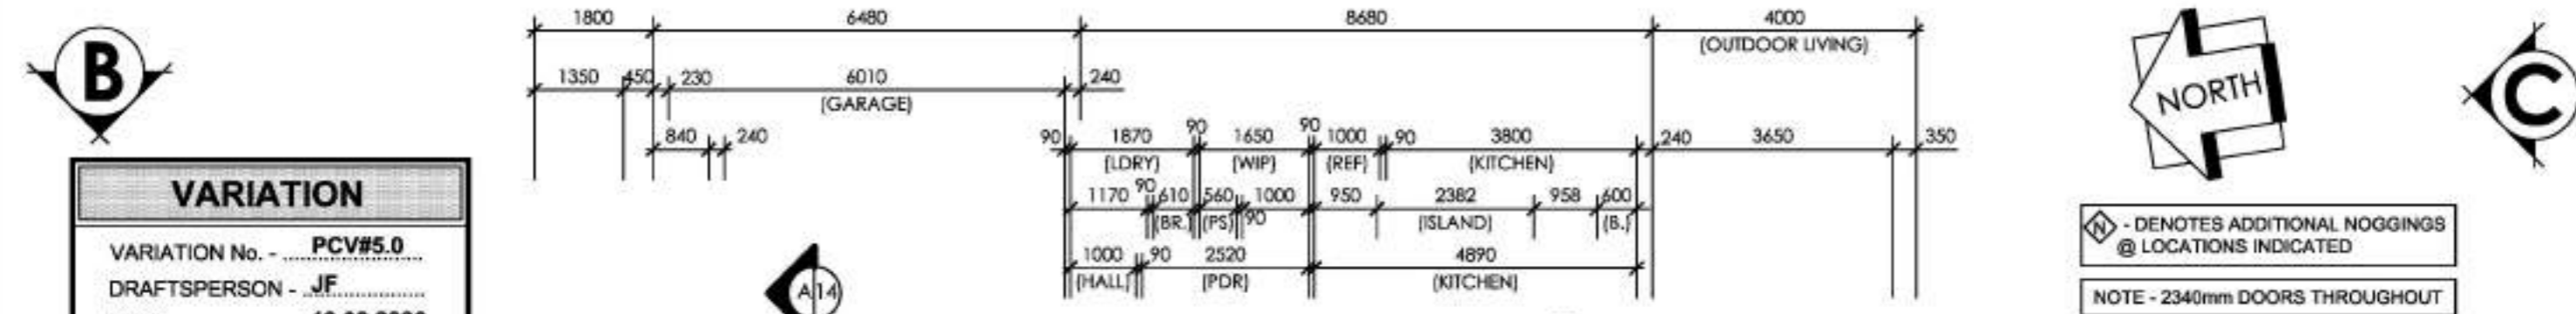 1800 6480 8680 4000
(OUTDOOR LIVING)
B
1350 450 230 6010 240
(GARAGE)
NORTH
C
840 240 90 1870 90 1650 90 1000 90 3800 240 3650 350
(LDRY) (WIP) (REF) (KITCHEN)
VARIATION
1170 90 610 560 90 1000 950 2382 958 600
(BR.) (PS) (ISLAND) (B.)
N - DENOTES ADDITIONAL NOGGINGS
@ LOCATIONS INDICATED
VARIATION No. - PCV#5.0
1000 90 2520 4890
(HALL) (PDR) (KITCHEN)
DRAFTSPERSON - JF
A14
NOTE - 2340mm DOORS THROUGHOUT